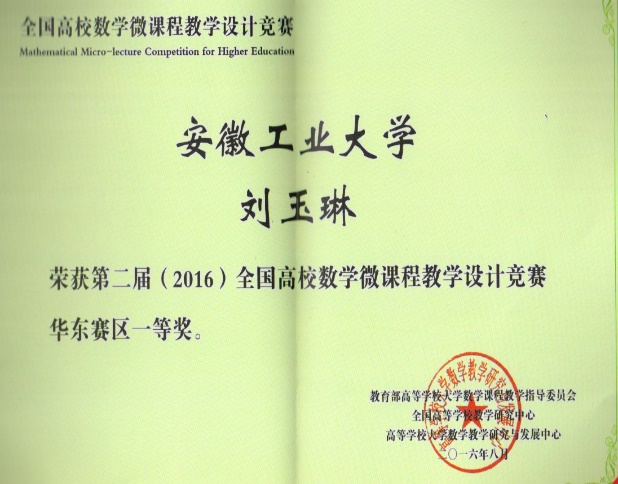 全国高校数学微课程教学设计竞赛
Mathematical Micro-lecture Competition for Higher Education
安徽工业大学
刘玉琳
荣获第二届（2016）全国高校数学微课程教学设计竞赛
华东赛区一等奖。
教育部高等学校大学数学课程教学指导委员会
全国高等学校教学研究中心
高等学校大学数学教学研究与发展中心
二〇一六年八月